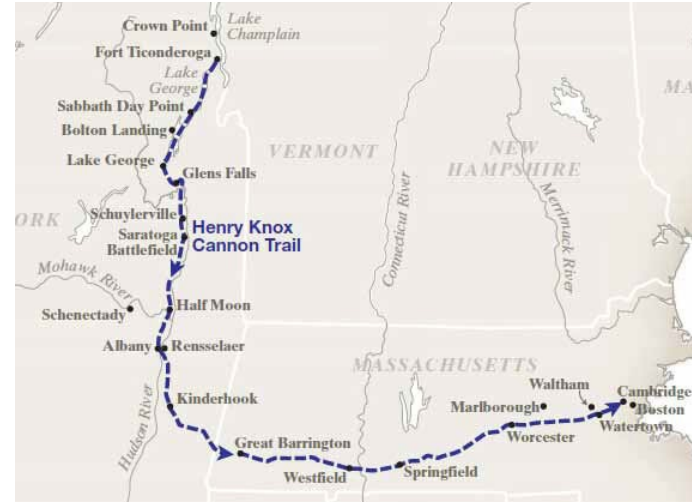 Crown Point
Lake
Champlain
Fort Ticonderoga
Lake
George
Sabbath Day Point
Bolton Landing
Lake George
Glens Falls
VERMONT
NEW
HAMPSHIRE
MA
ORK
Schuylerville
Saratoga
Battlefield
Henry Knox
Cannon Trail
Connecticut River
Merrimack River
Mohawk River
Half Moon
Schenectady
Albany
Rensselaer
MASSACHUSETTS
Hudson River
Kinderhook
Waltham
Cambridge
Boston
Marlborough
Watertown
Worcester
Great Barrington
Westfield
Springfield